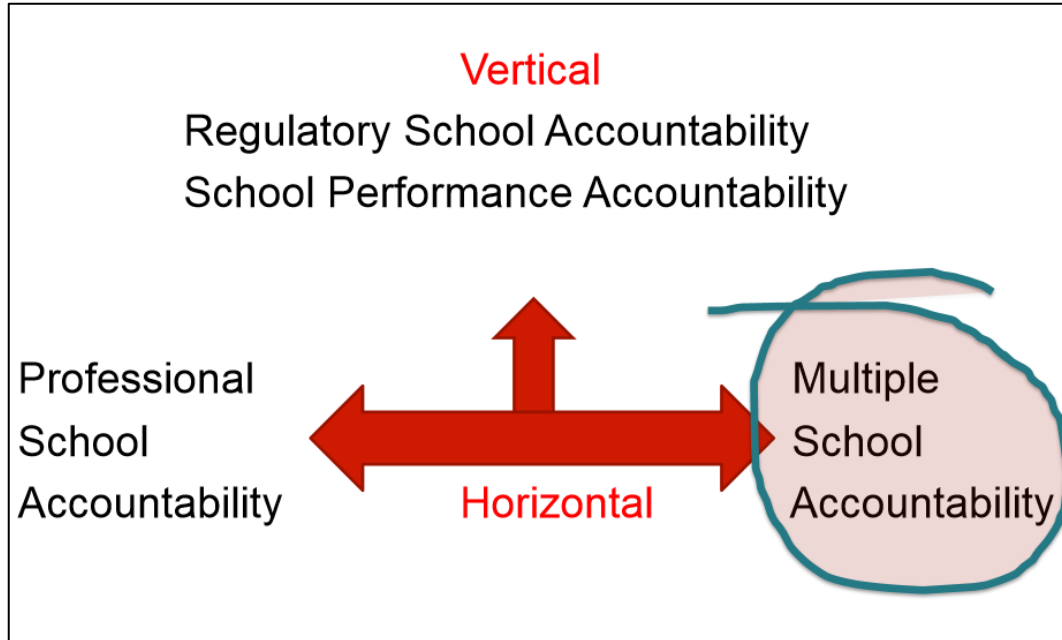 Vertical
Regulatory School Accountability
School Performance Accountability
Professional
School
Accountability
Horizontal
Multiple
School
Accountability